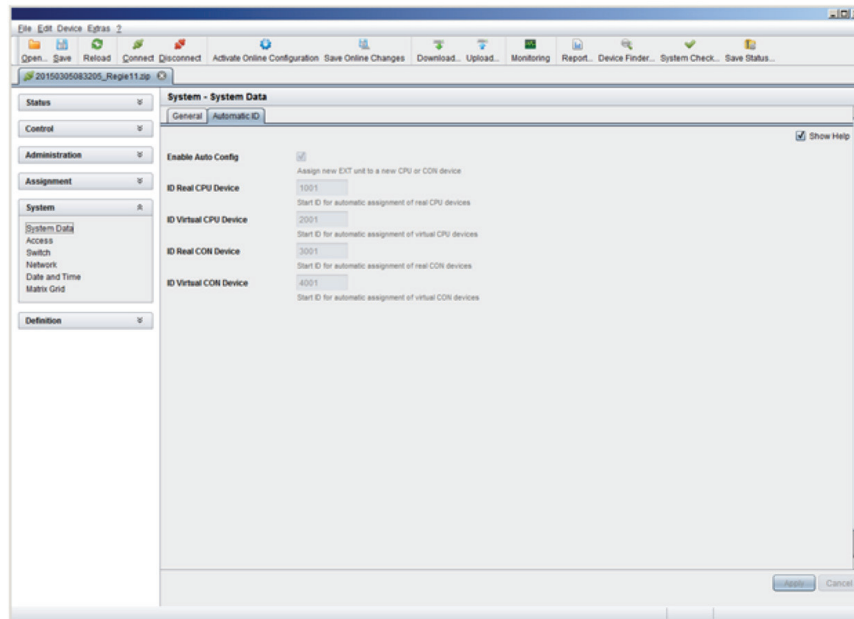 File Edit Device Extras ?
Open... Save Reload Connect Disconnect Activate Online Configuration Save Online Changes Download... Upload... Monitoring Report... Device Finder... System Check... Save Status...
20150305083205_Regie11.zip
Status
Control
Administration
Assignment
System
System Data
Access
Switch
Network
Date and Time
Matrix Grid
Definition
System - System Data
General Automatic ID
Show Help
Enable Auto Config
Assign new EXT unit to a new CPU or CON device
ID Real CPU Device 1001
Start ID for automatic assignment of real CPU devices
ID Virtual CPU Device 2001
Start ID for automatic assignment of virtual CPU devices
ID Real CON Device 3001
Start ID for automatic assignment of real CON devices
ID Virtual CON Device 4001
Start ID for automatic assignment of virtual CON devices
Apply Cancel